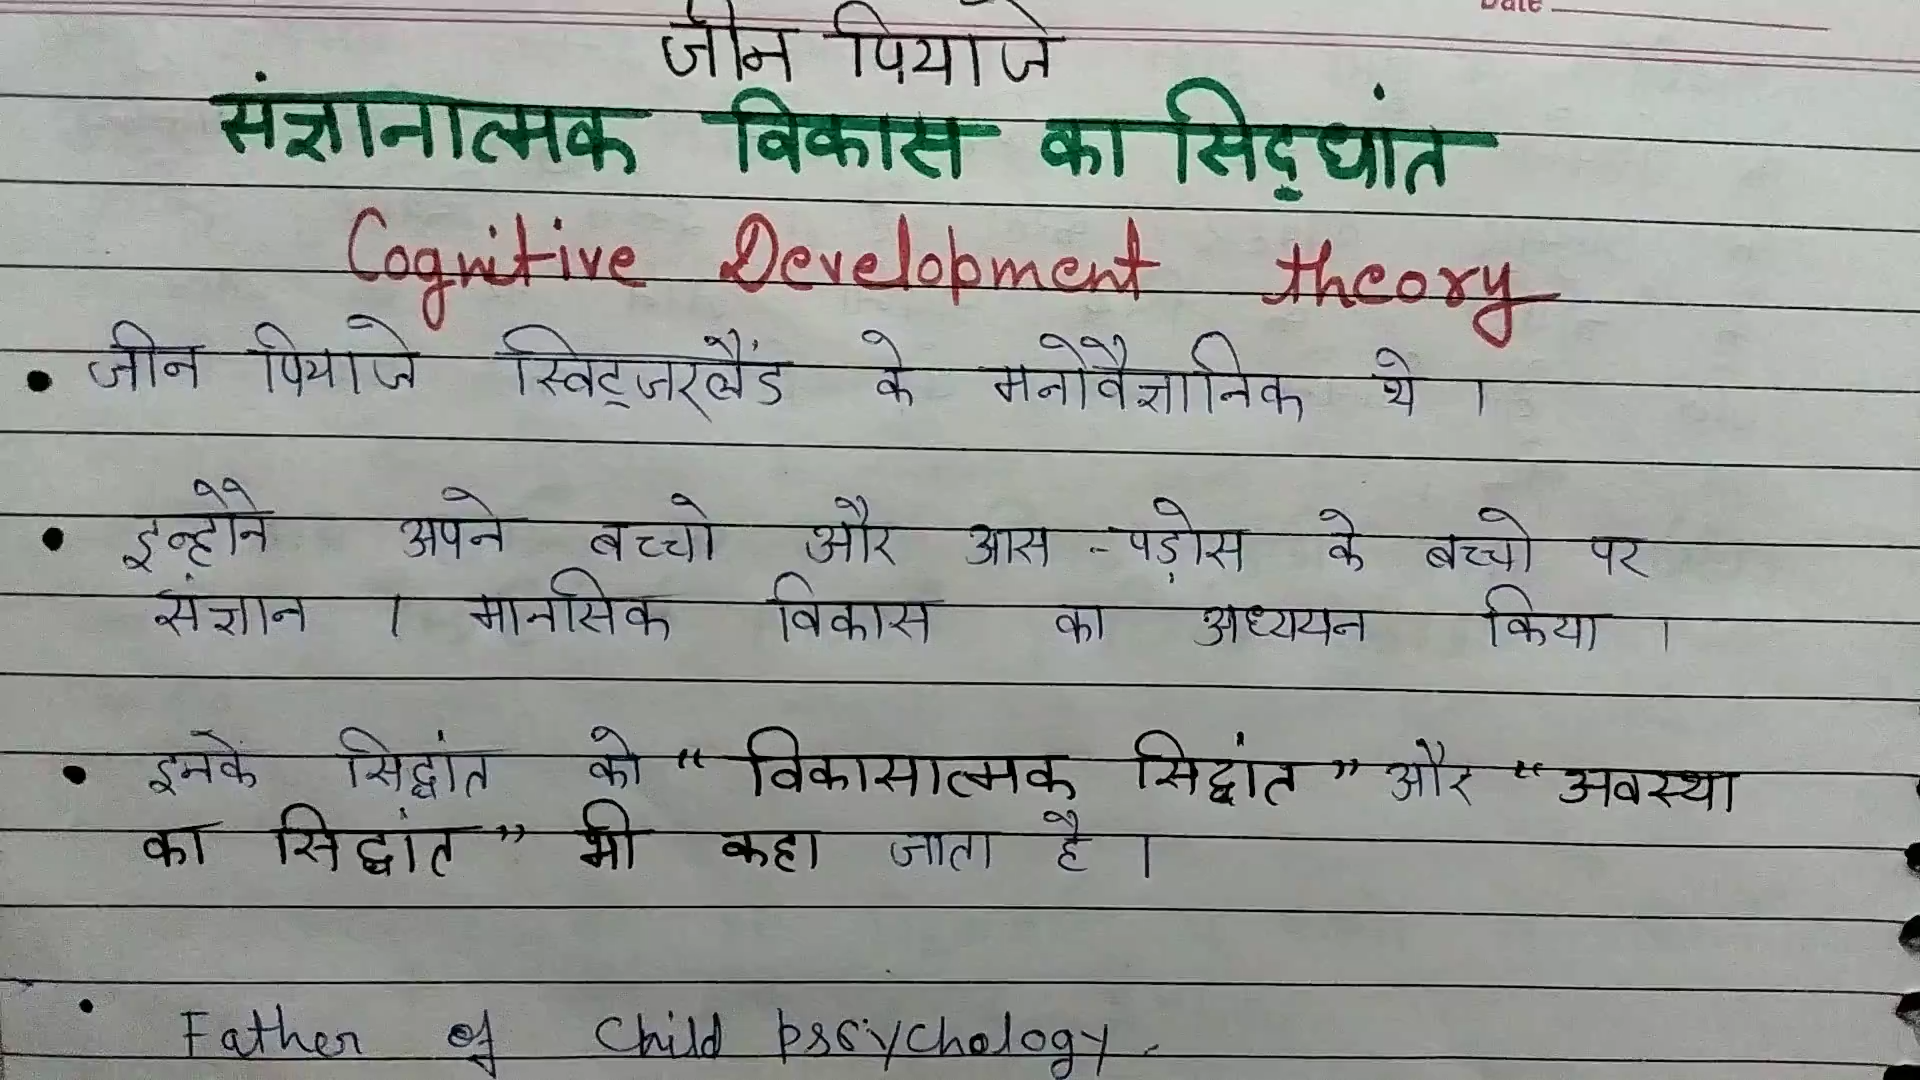 Date
जीन पियाजे
संज्ञानात्मक विकास का सिद्धांत
Cognitive Development theory
• जीन पियाजे स्विट्जरलैंड के मनोवैज्ञानिक थे ।
• इन्होंने अपने बच्चो और आस-पड़ोस के बच्चो पर
संज्ञान / मानसिक विकास का अध्ययन किया ।
• इनके सिद्धांत को “विकासात्मक सिद्धांत” और “अवस्था
का सिद्धांत” भी कहा जाता है ।
• Father of Child